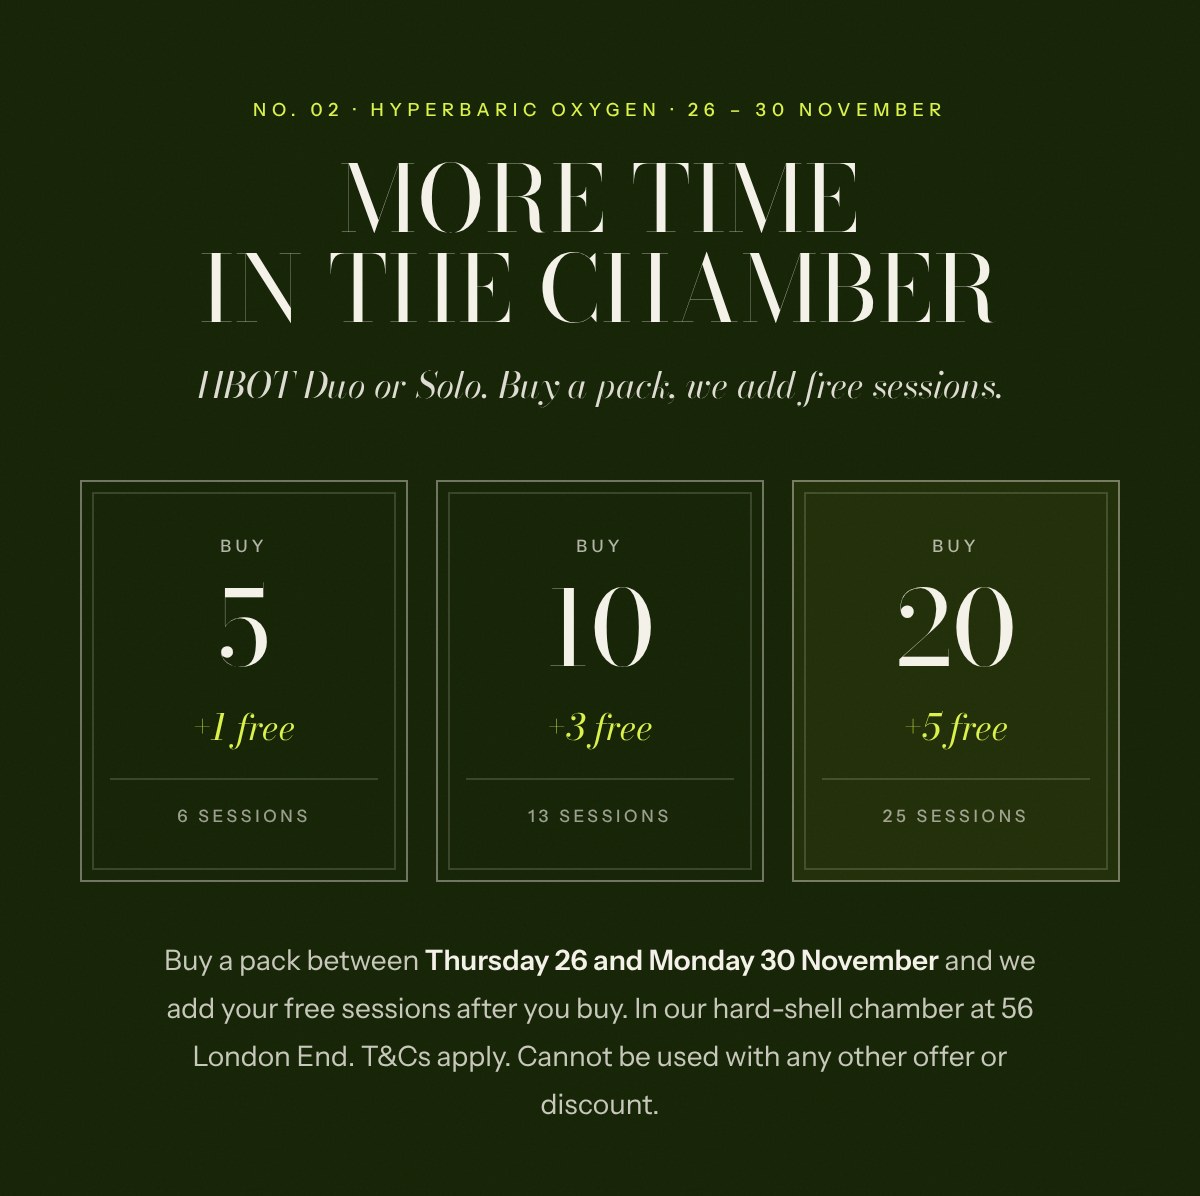 NO. 02 · HYPERBARIC OXYGEN · 26 – 30 NOVEMBER
MORE TIME
IN THE CHAMBER
HBOT Duo or Solo. Buy a pack, we add free sessions.
BUY
5
+1 free
6 SESSIONS
BUY
10
+3 free
13 SESSIONS
BUY
20
+5 free
25 SESSIONS
Buy a pack between Thursday 26 and Monday 30 November and we
add your free sessions after you buy. In our hard-shell chamber at 56
London End. T&Cs apply. Cannot be used with any other offer or
discount.